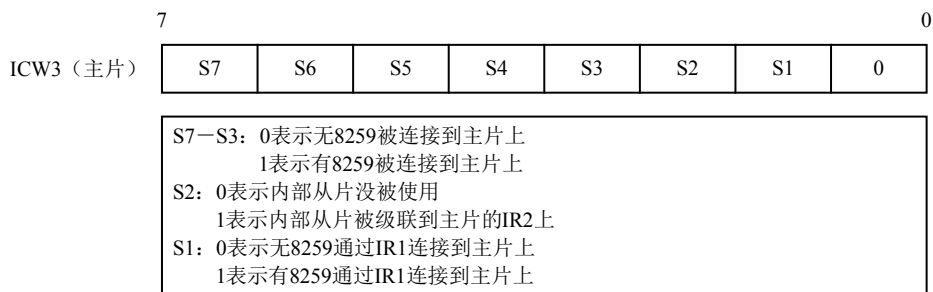 7 0
ICW3（主片） S7 S6 S5 S4 S3 S2 S1 0
S7－S3：0表示无8259被连接到主片上
1表示有8259被连接到主片上
S2：0表示内部从片没被使用
1表示内部从片被级联到主片的IR2上
S1：0表示无8259通过IR1连接到主片上
1表示有8259通过IR1连接到主片上